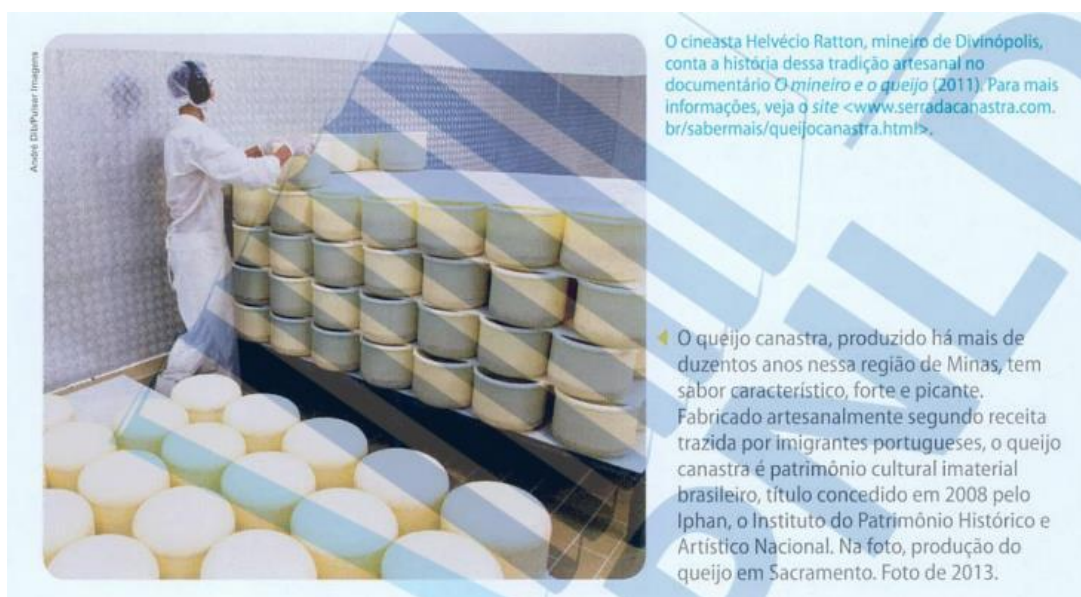 André Dib/Pulsar Imagens
O cineasta Helvécio Ratton, mineiro de Divinópolis,
conta a história dessa tradição artesanal no
documentário O mineiro e o queijo (2011). Para mais
informações, veja o site <www.serradacanastra.com.
br/sabermais/queijocanastra.html>.
O queijo canastra, produzido há mais de
duzentos anos nessa região de Minas, tem
sabor característico, forte e picante.
Fabricado artesanalmente segundo receita
trazida por imigrantes portugueses, o queijo
canastra é patrimônio cultural imaterial
brasileiro, título concedido em 2008 pelo
Iphan, o Instituto do Patrimônio Histórico e
Artístico Nacional. Na foto, produção do
queijo em Sacramento. Foto de 2013.